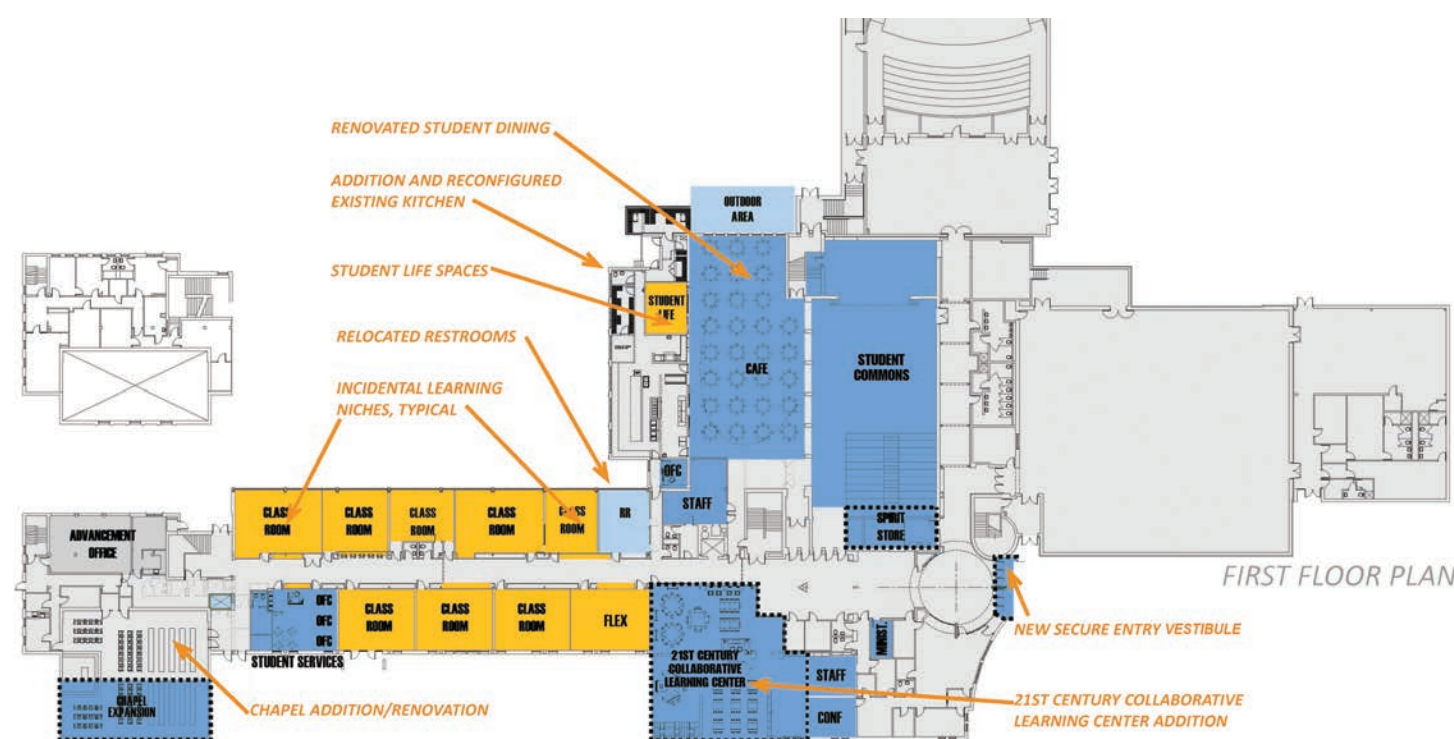 RENOVATED STUDENT DINING
ADDITION AND RECONFIGURED
EXISTING KITCHEN
STUDENT LIFE SPACES
RELOCATED RESTROOMS
INCIDENTAL LEARNING
NICHES, TYPICAL
OUTDOOR
AREA
STUDENT
LIFE
CAFE
STUDENT
COMMONS
OFC
STAFF
SPIRIT
STORE
CLASS
ROOM
CLASS
ROOM
CLASS
ROOM
CLASS
ROOM
CLASS
ROOM
RR
ADVANCEMENT
OFFICE
FIRST FLOOR PLAN
OFC
OFC
OFC
CLASS
ROOM
CLASS
ROOM
CLASS
ROOM
FLEX
STUDENT SERVICES
21ST CENTURY
COLLABORATIVE
LEARNING CENTER
MINIST.
STAFF
CONF
NEW SECURE ENTRY VESTIBULE
CHAPEL
EXPANSION
CHAPEL ADDITION/RENOVATION
21ST CENTURY COLLABORATIVE
LEARNING CENTER ADDITION